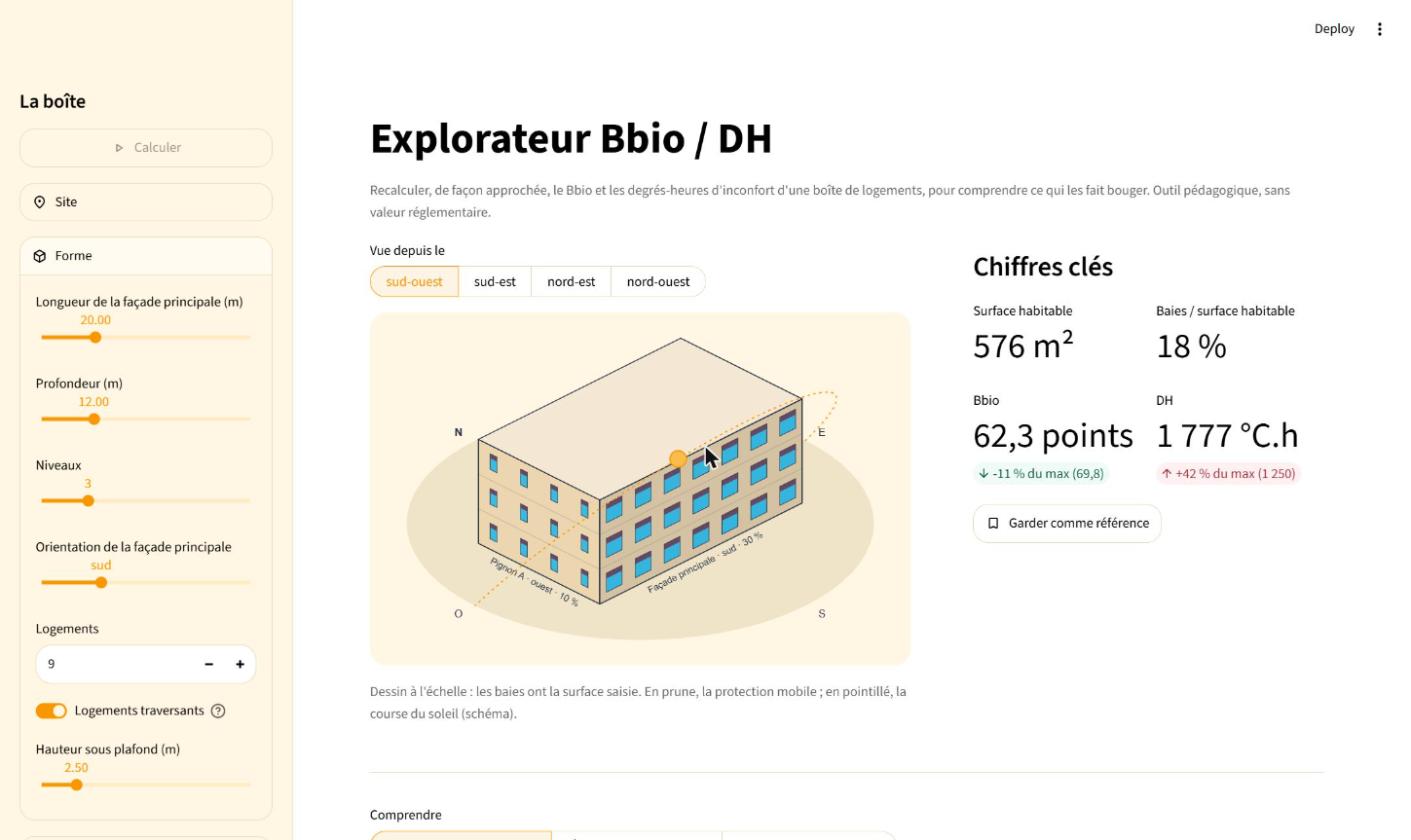 Deploy
La boîte
Calculer
Site
Forme
Longueur de la façade principale (m)
20.00
Profondeur (m)
12.00
Niveaux
3
Orientation de la façade principale
sud
Logements
9
Logements traversants
Hauteur sous plafond (m)
2.50
Explorateur Bbio / DH
Recalculer, de façon approchée, le Bbio et les degrés-heures d'inconfort d'une boîte de logements, pour comprendre ce qui les fait bouger. Outil pédagogique, sans
valeur réglementaire.
Vue depuis le
sud-ouest sud-est nord-est nord-ouest
N
E
O
S
Pignon A · ouest · 10 %
Façade principale · sud · 30 %
Dessin à l'échelle : les baies ont la surface saisie. En prune, la protection mobile ; en pointillé, la
course du soleil (schéma).
Chiffres clés
Surface habitable
576 m²
Baies / surface habitable
18 %
Bbio
62,3 points
-11 % du max (69,8)
DH
1 777 °C.h
+42 % du max (1 250)
Garder comme référence
Comprendre